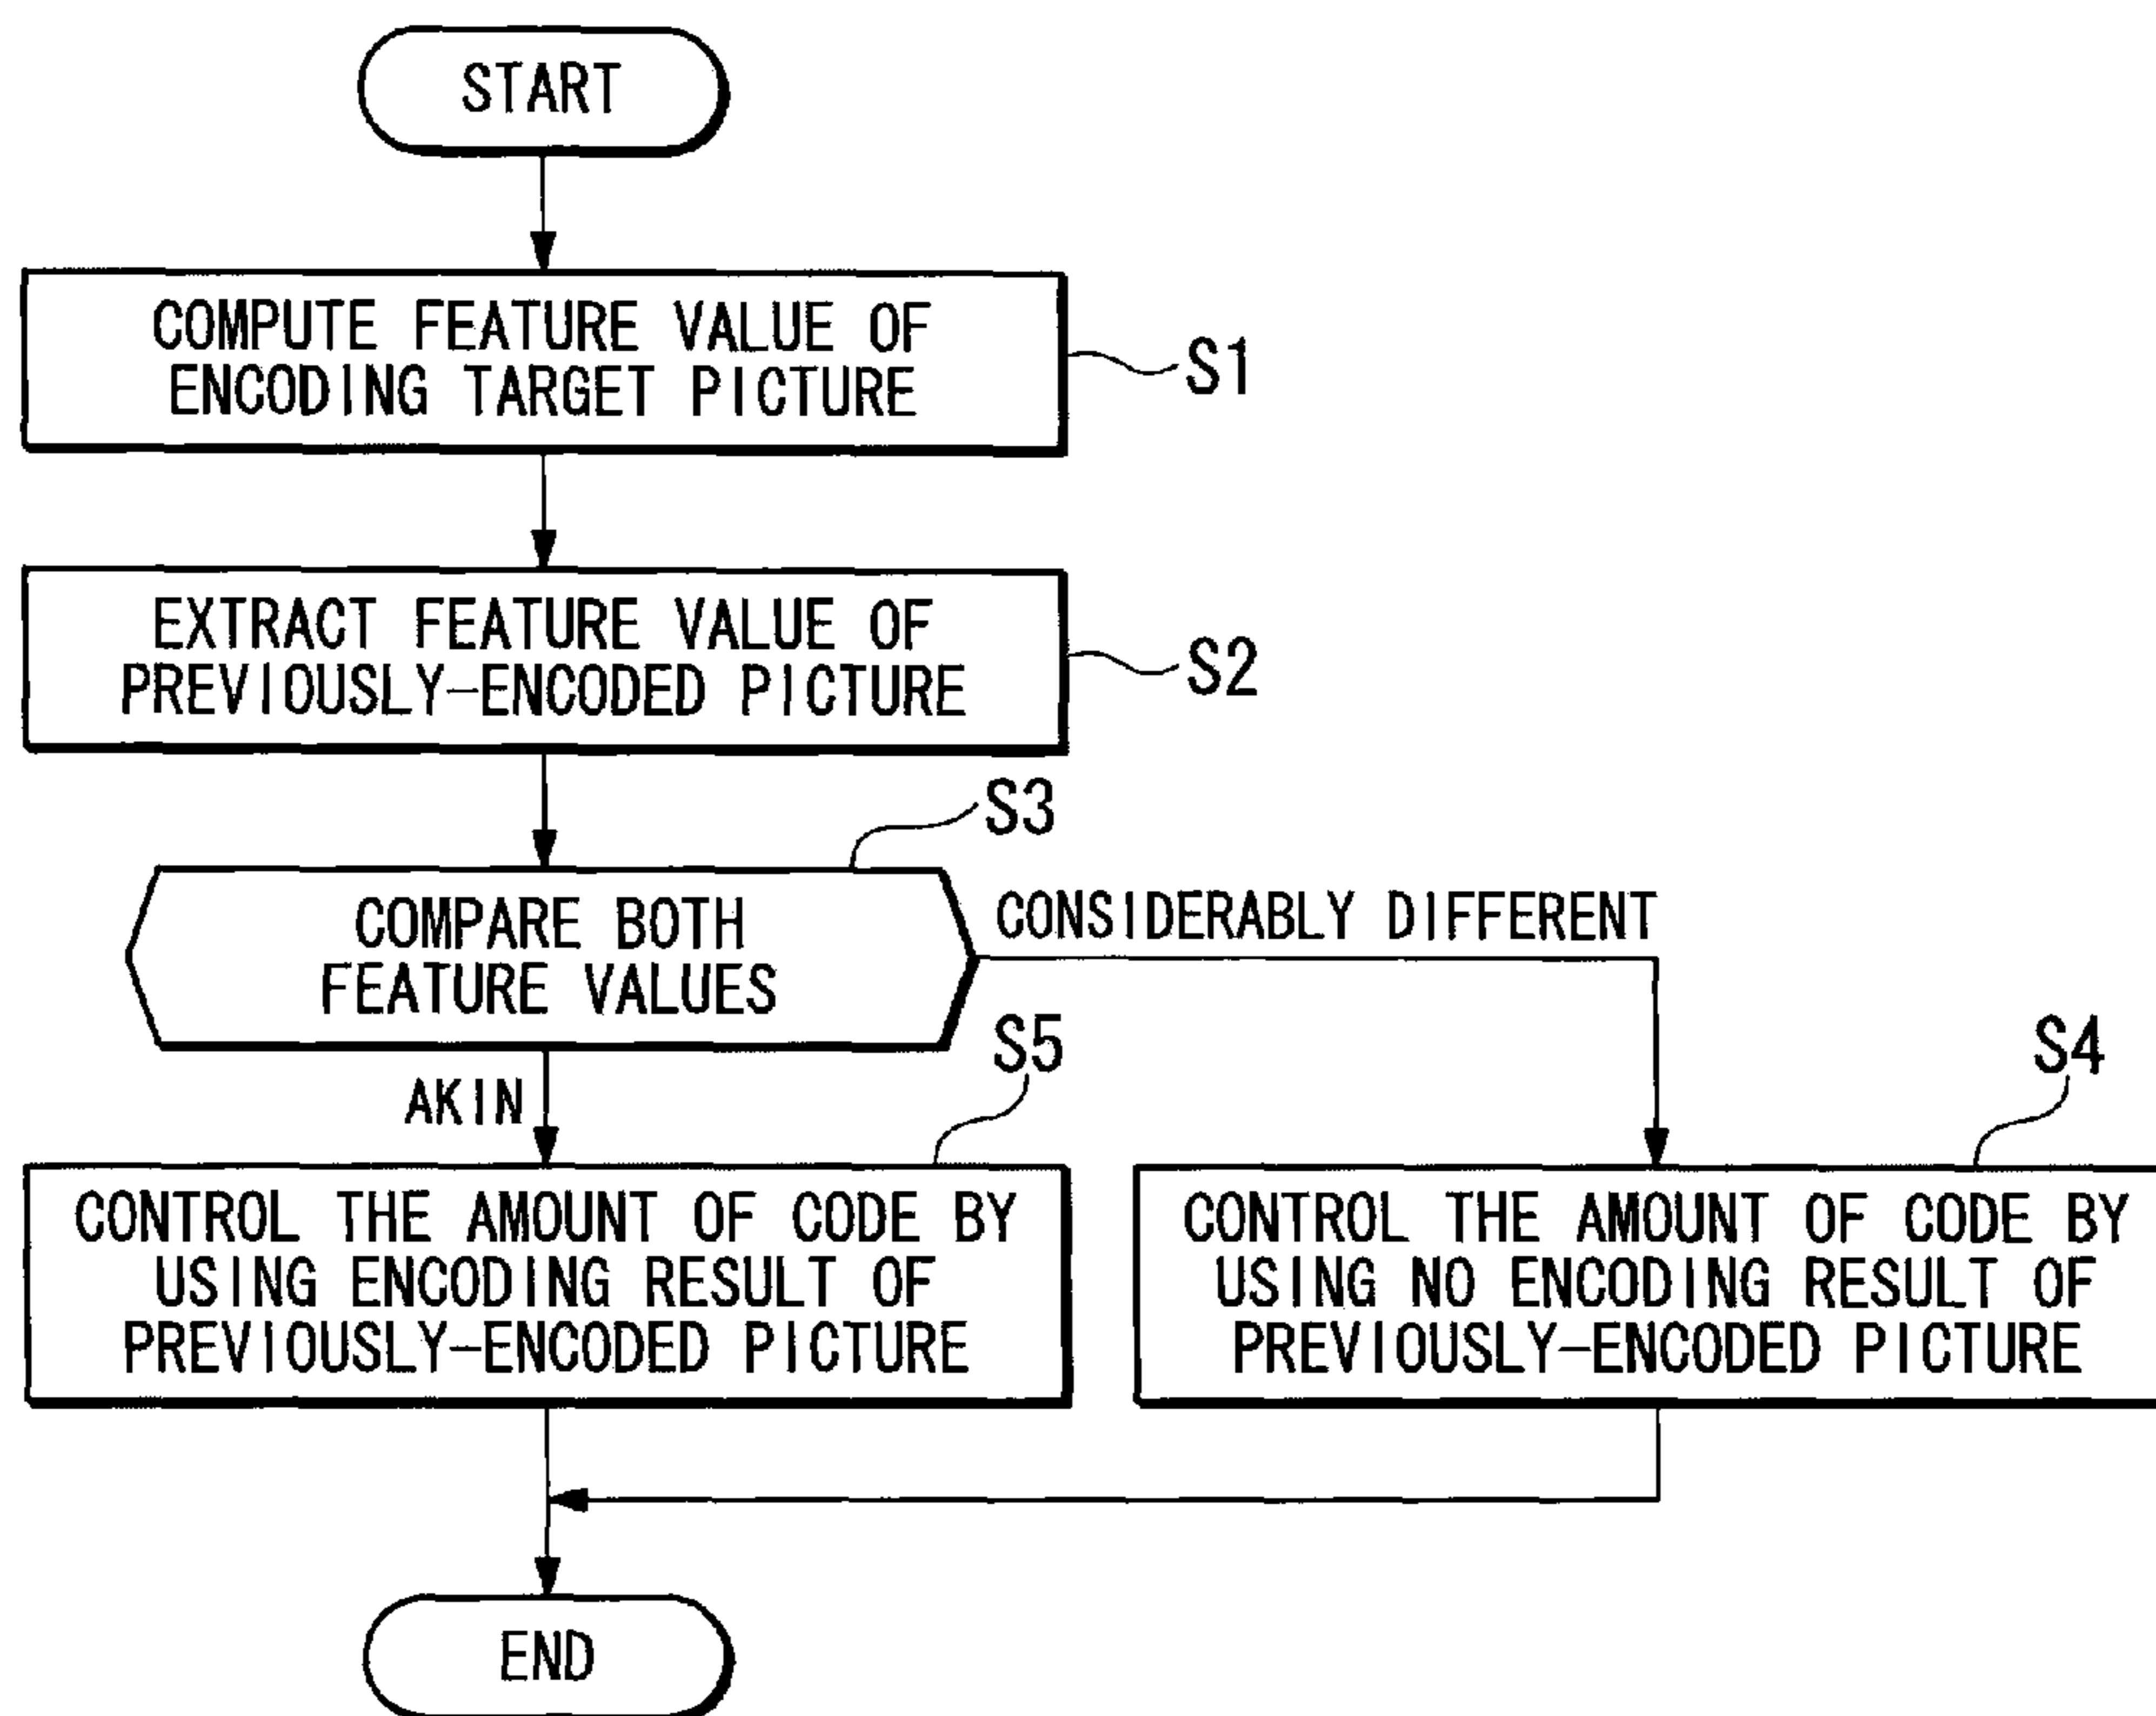 START
COMPUTE FEATURE VALUE OF
ENCODING TARGET PICTURE
S1
EXTRACT FEATURE VALUE OF
PREVIOUSLY-ENCODED PICTURE
S2
S3
COMPARE BOTH
FEATURE VALUES
CONSIDERABLY DIFFERENT
AKIN
S5
S4
CONTROL THE AMOUNT OF CODE BY
USING ENCODING RESULT OF
PREVIOUSLY-ENCODED PICTURE
CONTROL THE AMOUNT OF CODE BY
USING NO ENCODING RESULT OF
PREVIOUSLY-ENCODED PICTURE
END